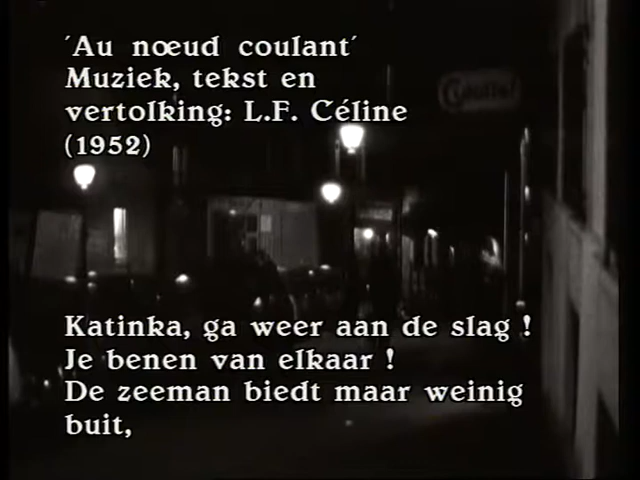 'Au nœud coulant'
Muziek, tekst en
vertolking: L.F. Céline
(1952)
Katinka, ga weer aan de slag !
Je benen van elkaar !
De zeeman biedt maar weinig
buit,